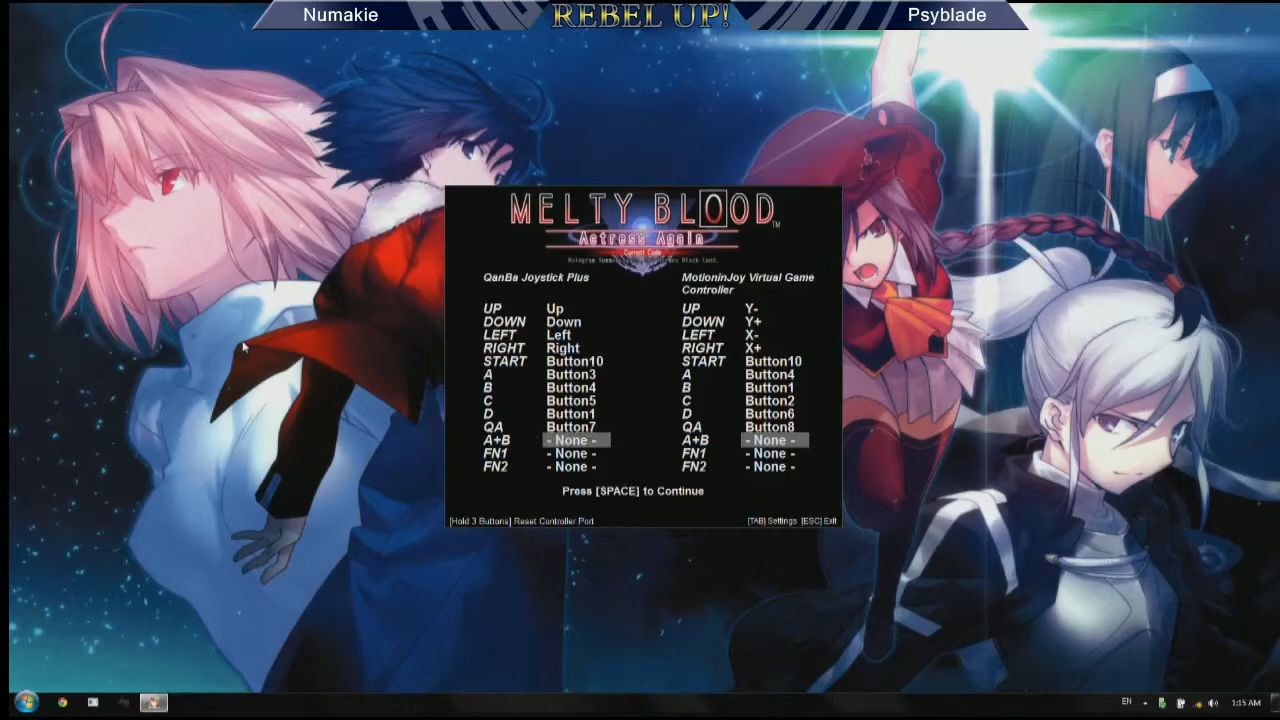 Numakie
REBEL UP!
Psyblade
MELTY BLOOD TM
Actress Again
Current Code
QanBa Joystick Plus
UP Up
DOWN Down
LEFT Left
RIGHT Right
START Button10
A Button3
B Button4
C Button5
D Button1
QA Button7
A+B - None -
FN1 - None -
FN2 - None -
MotioninJoy Virtual Game
Controller
UP Y-
DOWN Y+
LEFT X-
RIGHT X+
START Button10
A Button4
B Button1
C Button2
D Button6
QA Button8
A+B - None -
FN1 - None -
FN2 - None -
Press [SPACE] to Continue
[Hold 3 Buttons] Reset Controller Port
[TAB] Settings [ESC] Exit
EN
1:15 AM